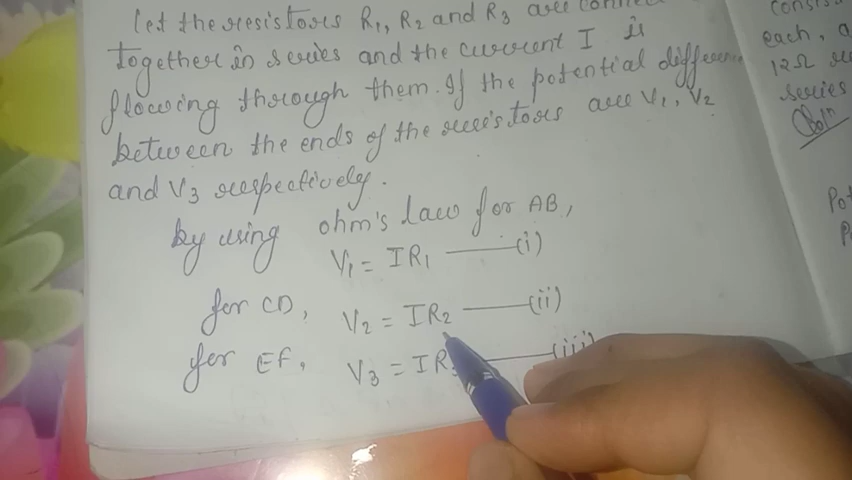 Let the resistors R₁, R₂ and R₃ are
together in series and the current I is
flowing through them. If the potential
between the ends of the resistors are V₁, V₂
and V₃ respectively.
by using ohm's law for AB,
V₁ = IR₁ ——(i)
for CD, V₂ = IR₂ ——(ii)
for EF, V₃ = IR₃ ——(iii)
each,
12Ω
series
Soln